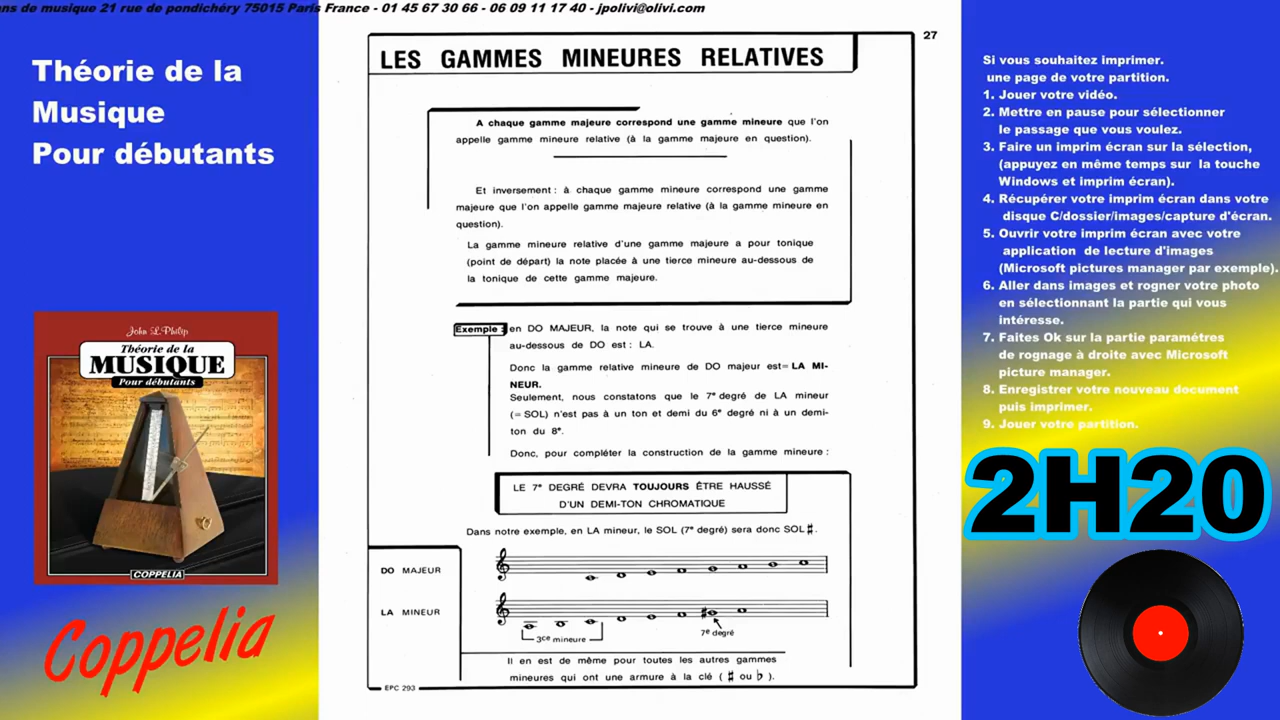 ns de musique 21 rue de pondichéry 75015 Paris France - 01 45 67 30 66 - 06 09 11 17 40 - jpolivi@olivi.com
Théorie de la
Musique
Pour débutants
John L. Philip
Théorie de la
MUSIQUE
Pour débutants
COPPELIA
Coppelia
27
LES GAMMES MINEURES RELATIVES
A chaque gamme majeure correspond une gamme mineure que l'on
appelle gamme mineure relative (à la gamme majeure en question).
Et inversement : à chaque gamme mineure correspond une gamme
majeure que l'on appelle gamme majeure relative (à la gamme mineure en
question).
La gamme mineure relative d'une gamme majeure a pour tonique
(point de départ) la note placée à une tierce mineure au-dessous de
la tonique de cette gamme majeure.
Exemple : en DO MAJEUR, la note qui se trouve à une tierce mineure
au-dessous de DO est : LA.
Donc la gamme relative mineure de DO majeur est= LA MI-
NEUR.
Seulement, nous constatons que le 7e degré de LA mineur
(= SOL) n'est pas à un ton et demi du 6e degré ni à un demi-
ton du 8e.
Donc, pour compléter la construction de la gamme mineure :
LE 7e DEGRÉ DEVRA TOUJOURS ÊTRE HAUSSÉ
D'UN DEMI-TON CHROMATIQUE
Dans notre exemple, en LA mineur, le SOL (7e degré) sera donc SOL ♯.
DO MAJEUR
LA MINEUR
3ce mineure
7e degré
Il en est de même pour toutes les autres gammes
mineures qui ont une armure à la clé ( ♯ ou ♭ ).
EPC 293
Si vous souhaitez imprimer.
une page de votre partition.
1. Jouer votre vidéo.
2. Mettre en pause pour sélectionner
le passage que vous voulez.
3. Faire un imprim écran sur la sélection,
(appuyez en même temps sur la touche
Windows et imprim écran).
4. Récupérer votre imprim écran dans votre
disque C/dossier/images/capture d'écran.
5. Ouvrir votre imprim écran avec votre
application de lecture d'images
(Microsoft pictures manager par exemple).
6. Aller dans images et rogner votre photo
en sélectionnant la partie qui vous
intéresse.
7. Faites Ok sur la partie paramétres
de rognage à droite avec Microsoft
picture manager.
8. Enregistrer votre nouveau document
puis imprimer.
9. Jouer votre partition.
2H20